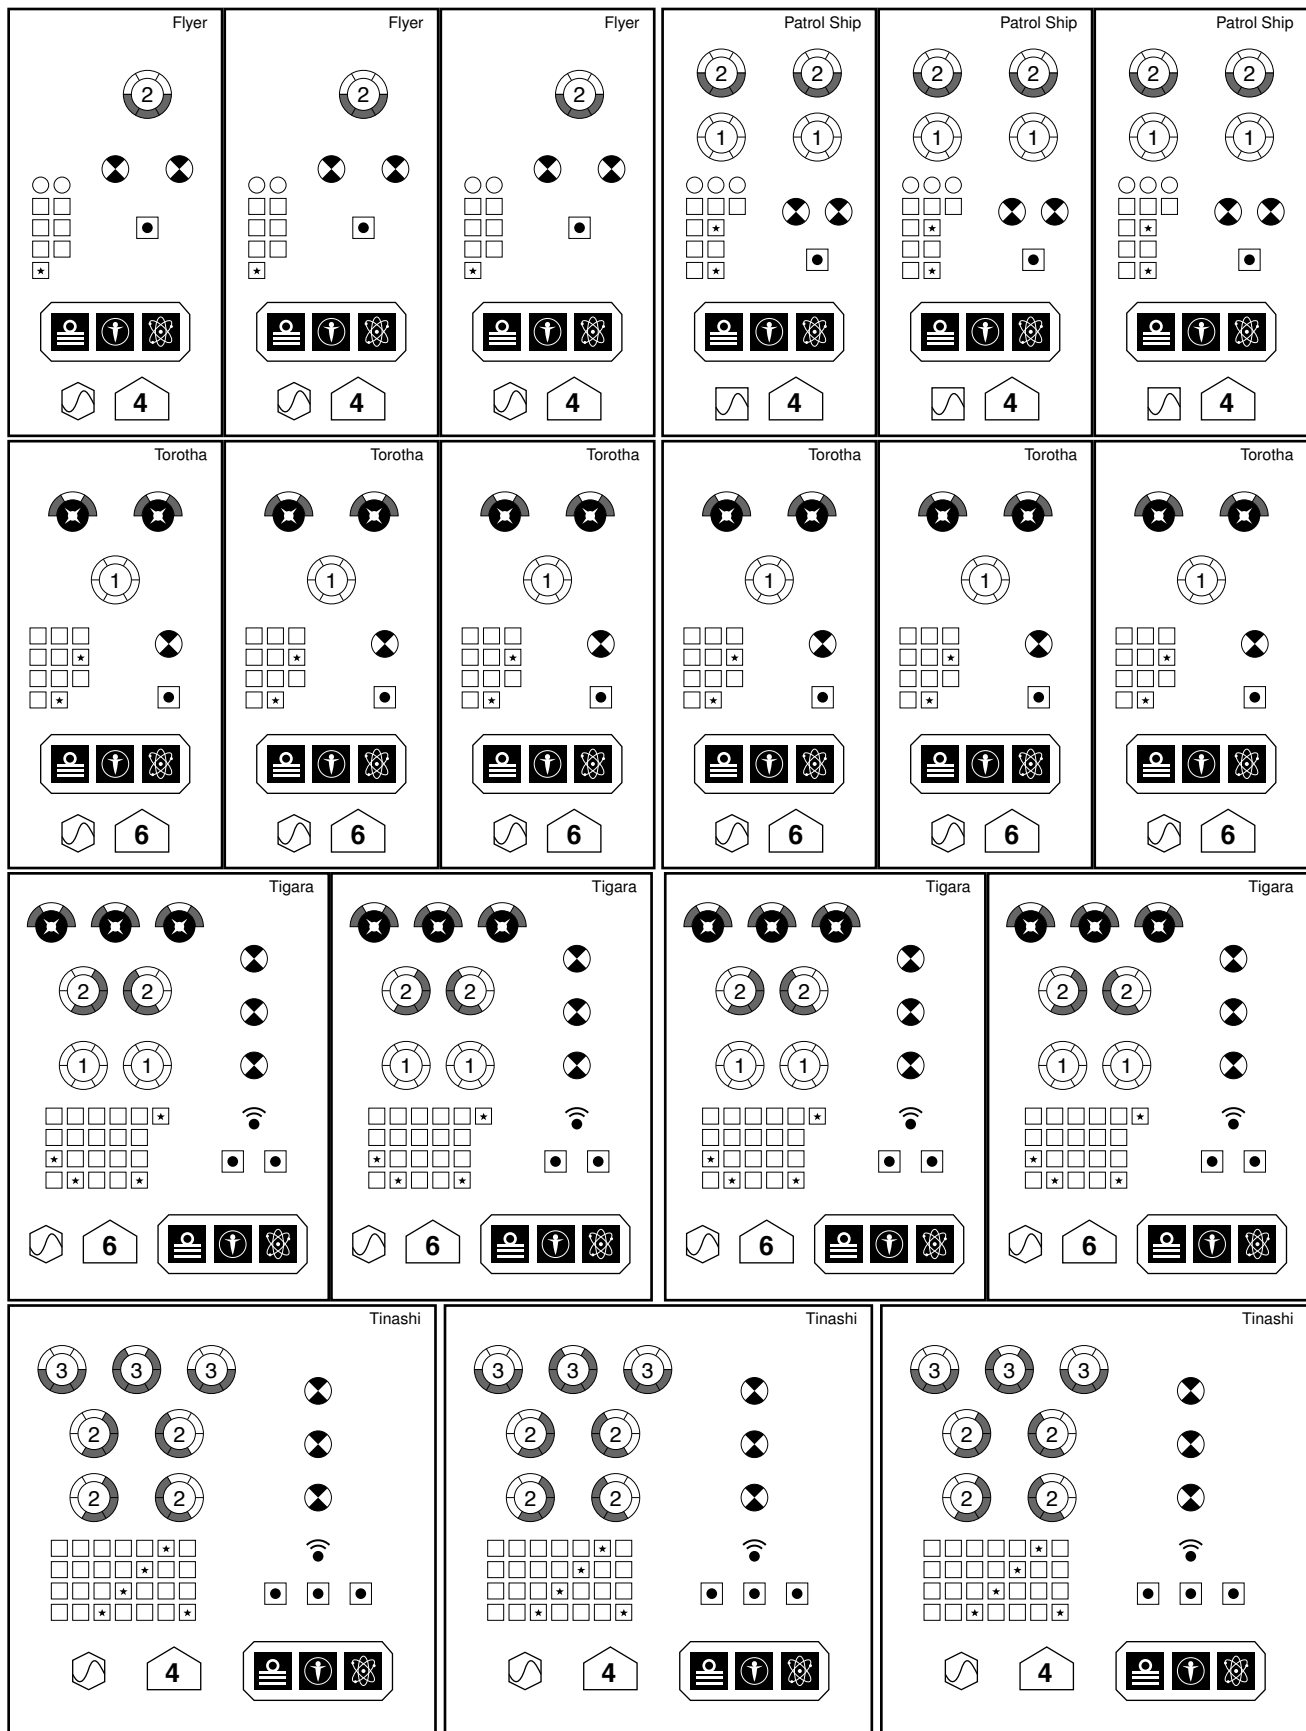 Flyer Flyer Flyer Patrol Ship Patrol Ship Patrol Ship
2 2 2 2 2 2 2 2 2
1 1 1 1 1 1
4 4 4 4 4 4
Torotha Torotha Torotha Torotha Torotha Torotha
1 1 1 1 1 1
6 6 6 6 6 6
Tigara Tigara Tigara Tigara
2 2 2 2 2 2 2 2
1 1 1 1 1 1 1 1
6 6 6 6
Tinashi Tinashi Tinashi
3 3 3 3 3 3 3 3 3
2 2 2 2 2 2
2 2 2 2 2 2
4 4 4